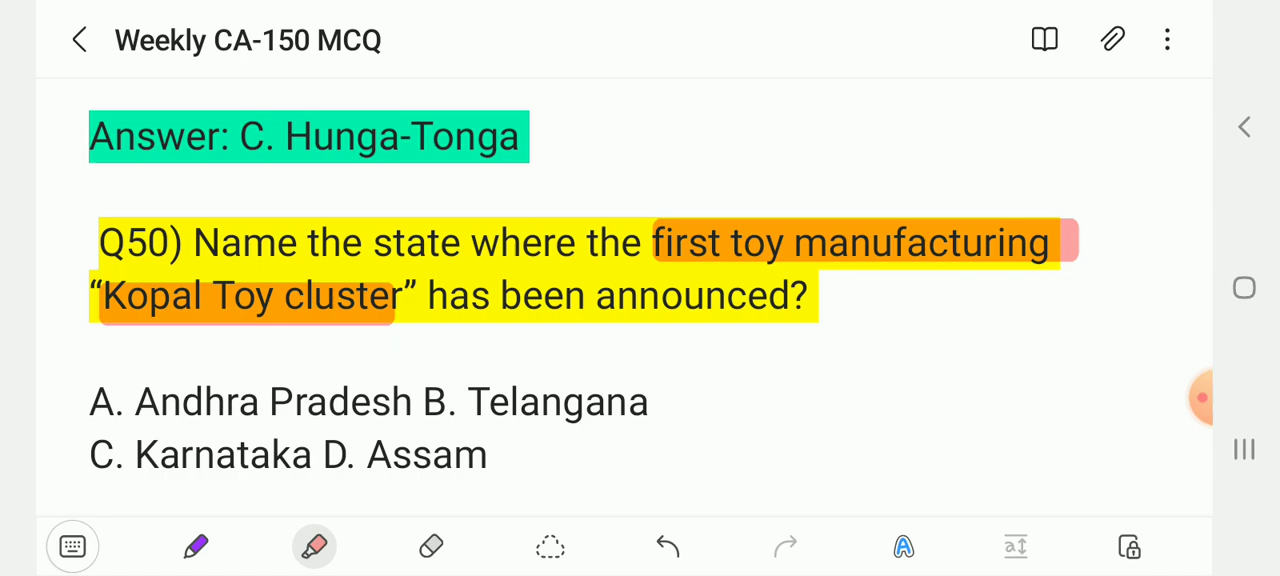 Weekly CA-150 MCQ
Answer: C. Hunga-Tonga
Q50) Name the state where the first toy manufacturing
“Kopal Toy cluster” has been announced?
A. Andhra Pradesh B. Telangana
C. Karnataka D. Assam
A
a